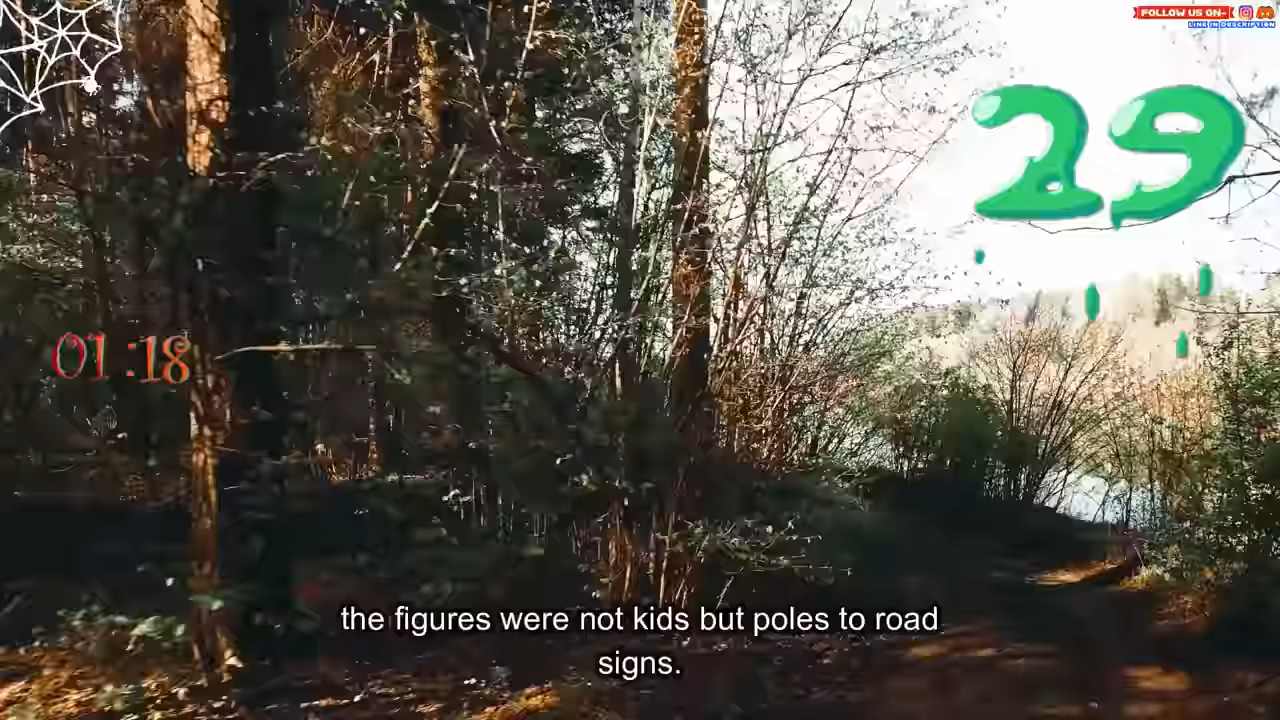 FOLLOW US ON-
LINK IN DESCRIPTION
29
01:18
the figures were not kids but poles to road
signs.